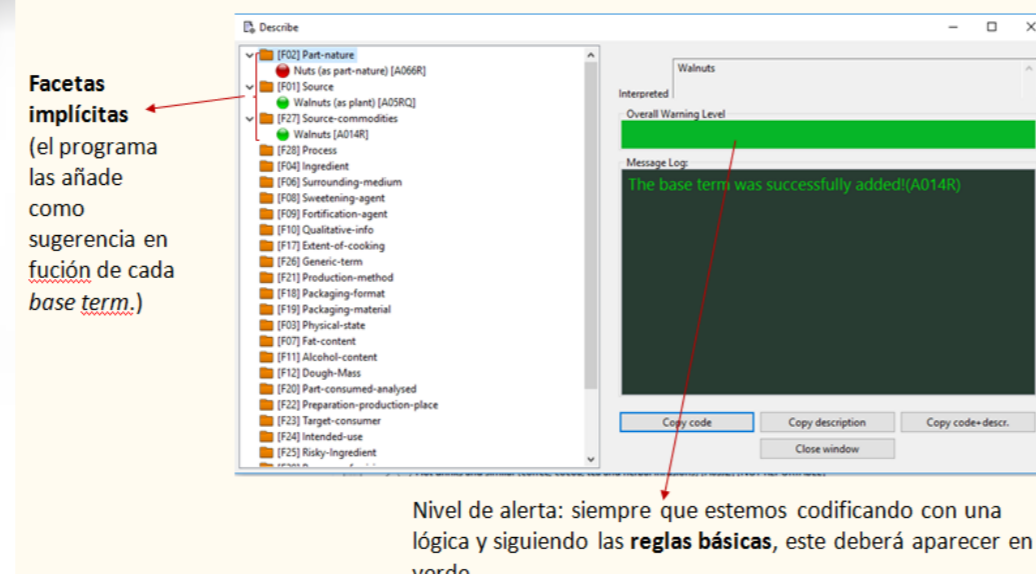 Facetas
implícitas
(el programa
las añade
como
sugerencia en
fución de cada
base term.)
Describe
[F02] Part-nature
Nuts (as part-nature) [A066R]
[F01] Source
Walnuts (as plant) [A05RQ]
[F27] Source-commodities
Walnuts [A014R]
[F28] Process
[F04] Ingredient
[F06] Surrounding-medium
[F08] Sweetening-agent
[F09] Fortification-agent
[F10] Qualitative-info
[F17] Extent-of-cooking
[F26] Generic-term
[F21] Production-method
[F18] Packaging-format
[F19] Packaging-material
[F03] Physical-state
[F07] Fat-content
[F11] Alcohol-content
[F12] Dough-Mass
[F20] Part-consumed-analysed
[F22] Preparation-production-place
[F23] Target-consumer
[F24] Intended-use
[F25] Risky-Ingredient
Walnuts
Interpreted
Overall Warning Level
Message Log:
The base term was successfully added!(A014R)
Copy code
Copy description
Copy code+descr.
Close window
Nivel de alerta: siempre que estemos codificando con una
lógica y siguiendo las reglas básicas, este deberá aparecer en
verde